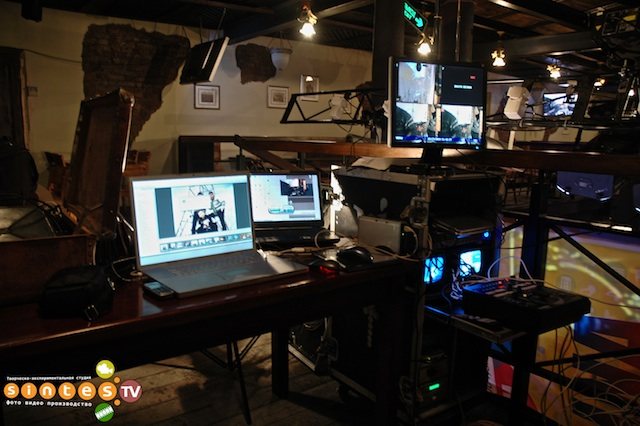 Творческо-экспериментальная студия
sintes TV
фото видео производство